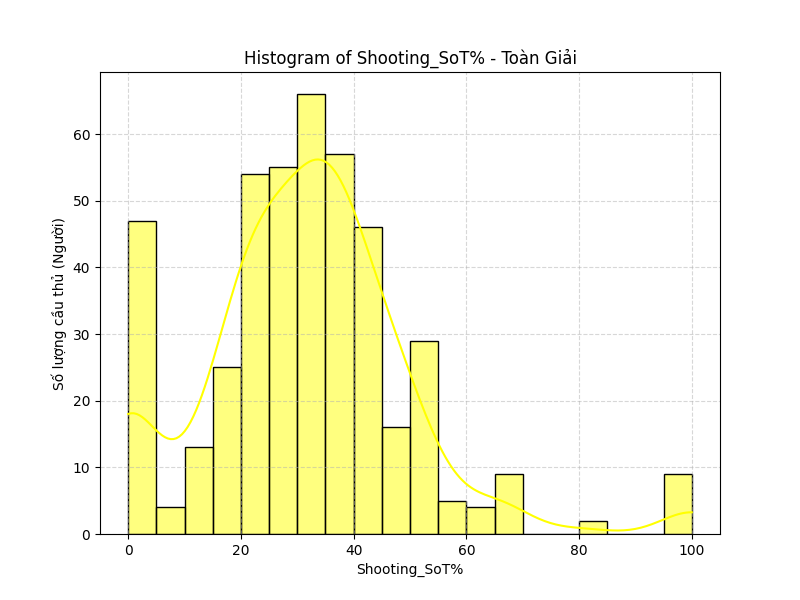 Histogram of Shooting_SoT% - Toàn Giải
Số lượng cầu thủ (Người)
60
50
40
30
20
10
0
0 20 40 60 80 100
Shooting_SoT%